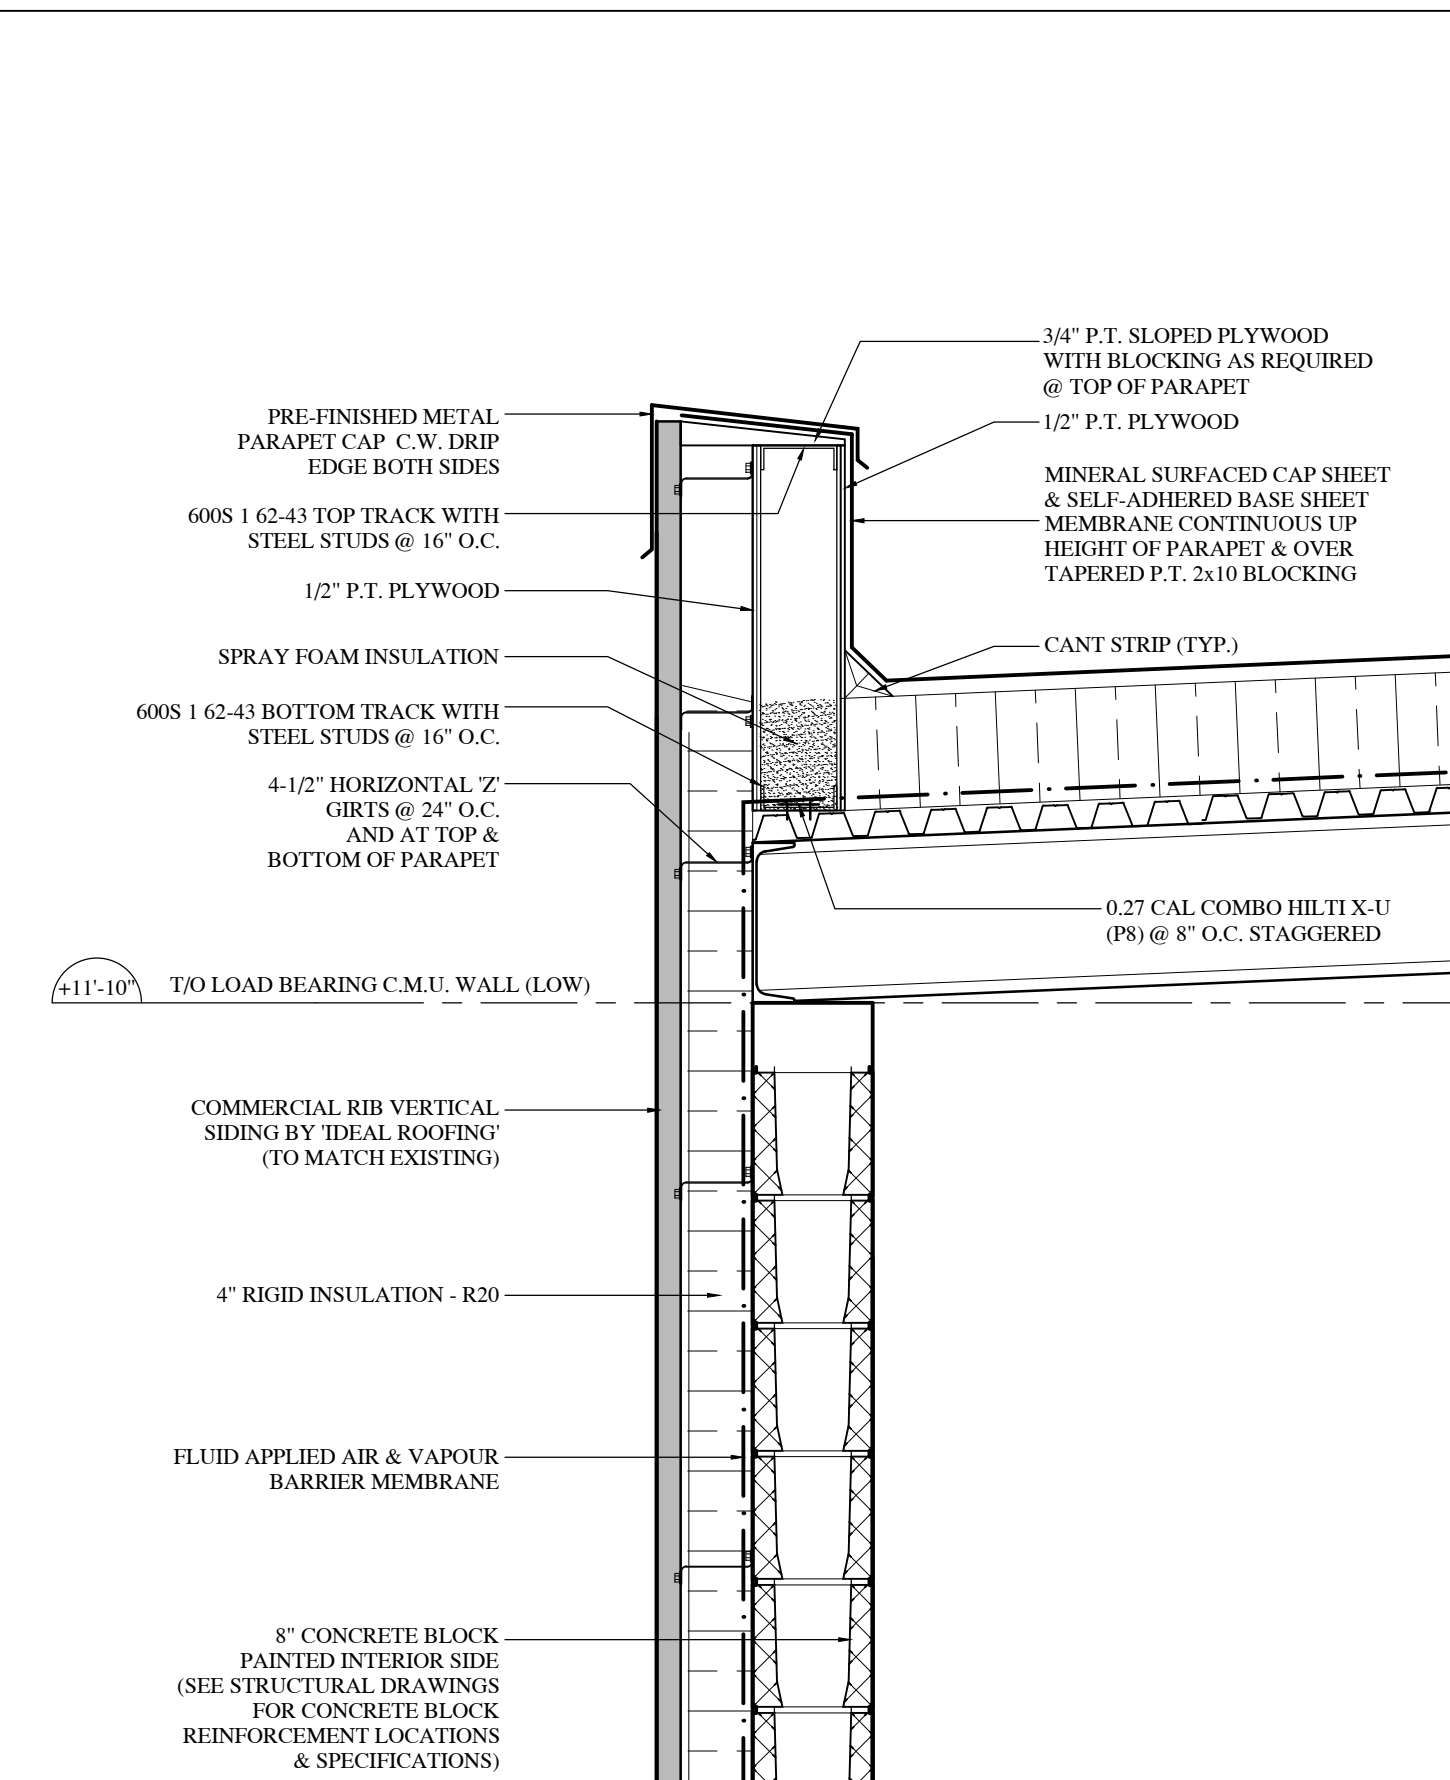 3/4" P.T. SLOPED PLYWOOD
WITH BLOCKING AS REQUIRED
@ TOP OF PARAPET
1/2" P.T. PLYWOOD
MINERAL SURFACED CAP SHEET
& SELF-ADHERED BASE SHEET
MEMBRANE CONTINUOUS UP
HEIGHT OF PARAPET & OVER
TAPERED P.T. 2x10 BLOCKING
CANT STRIP (TYP.)
0.27 CAL COMBO HILTI X-U
(P8) @ 8" O.C. STAGGERED
PRE-FINISHED METAL
PARAPET CAP C.W. DRIP
EDGE BOTH SIDES
600S 1 62-43 TOP TRACK WITH
STEEL STUDS @ 16" O.C.
1/2" P.T. PLYWOOD
SPRAY FOAM INSULATION
600S 1 62-43 BOTTOM TRACK WITH
STEEL STUDS @ 16" O.C.
4-1/2" HORIZONTAL 'Z'
GIRTS @ 24" O.C.
AND AT TOP &
BOTTOM OF PARAPET
+11'-10" T/O LOAD BEARING C.M.U. WALL (LOW)
COMMERCIAL RIB VERTICAL
SIDING BY 'IDEAL ROOFING'
(TO MATCH EXISTING)
4" RIGID INSULATION - R20
FLUID APPLIED AIR & VAPOUR
BARRIER MEMBRANE
8" CONCRETE BLOCK
PAINTED INTERIOR SIDE
(SEE STRUCTURAL DRAWINGS
FOR CONCRETE BLOCK
REINFORCEMENT LOCATIONS
& SPECIFICATIONS)